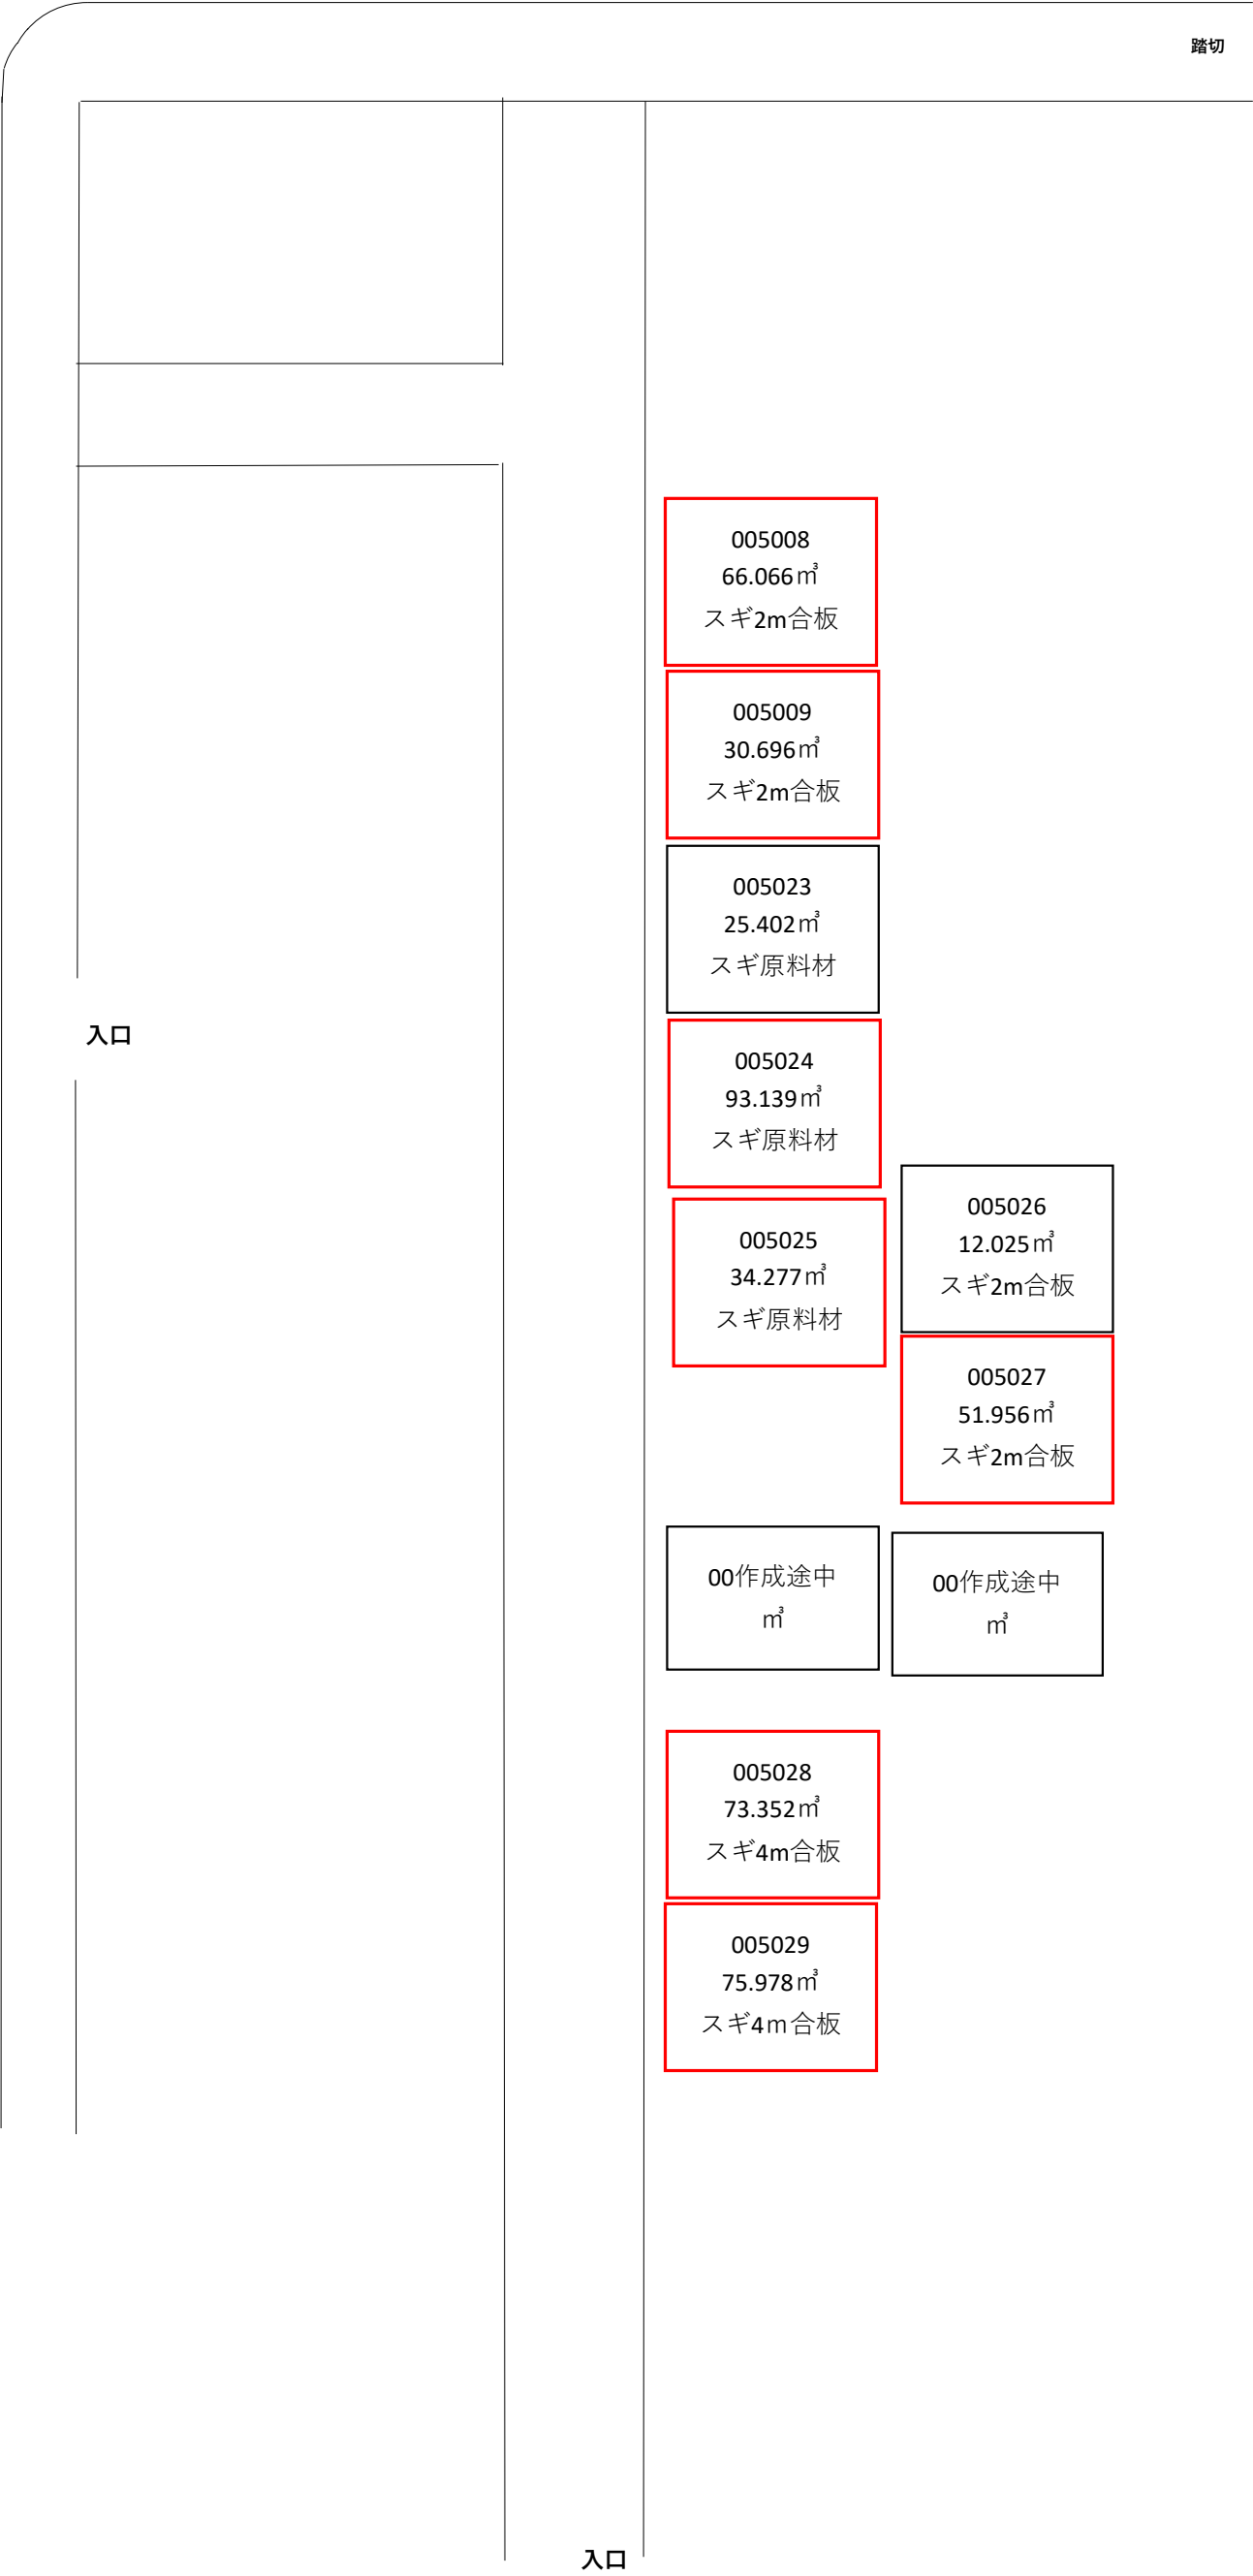 踏切
005008
66.066㎥
スギ2m合板
005009
30.696㎥
スギ2m合板
005023
25.402㎥
スギ原料材
入口
005024
93.139㎥
スギ原料材
005025
34.277㎥
スギ原料材
005026
12.025㎥
スギ2m合板
005027
51.956㎥
スギ2m合板
00作成途中
㎥
00作成途中
㎥
005028
73.352㎥
スギ4m合板
005029
75.978㎥
スギ4ｍ合板
入口